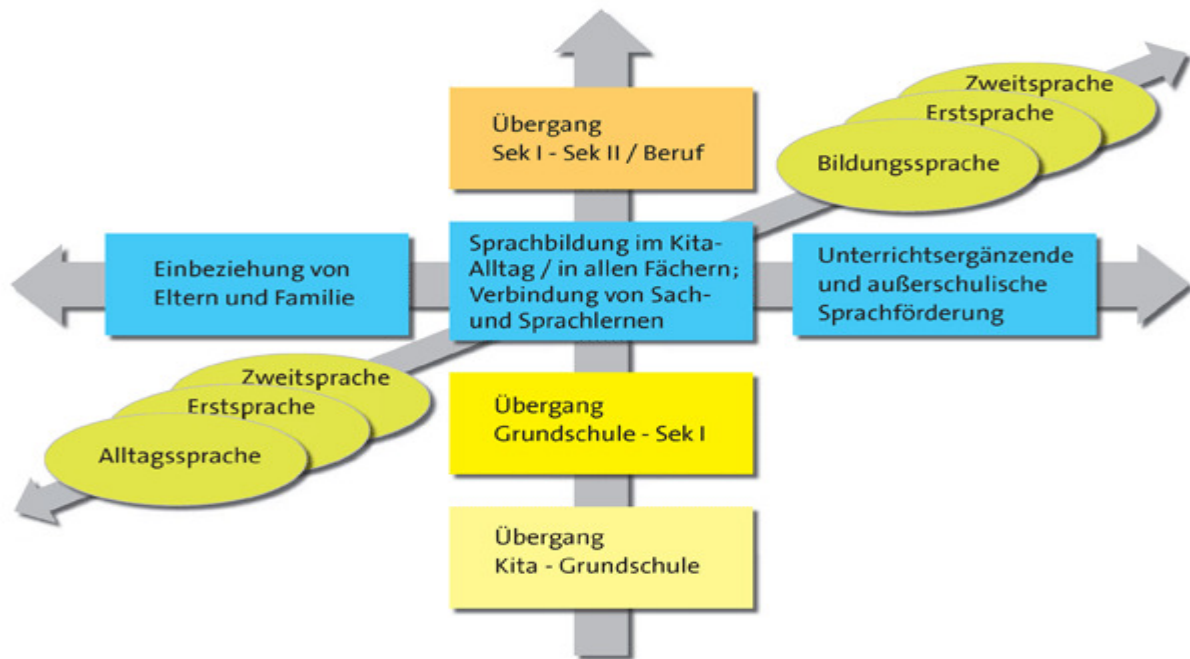 Zweitsprache
Erstsprache
Bildungssprache
Übergang
Sek I - Sek II / Beruf
Einbeziehung von
Eltern und Familie
Sprachbildung im Kita-
Alltag / in allen Fächern;
Verbindung von Sach-
und Sprachlernen
Unterrichtsergänzende
und außerschulische
Sprachförderung
Zweitsprache
Erstsprache
Alltagssprache
Übergang
Grundschule - Sek I
Übergang
Kita - Grundschule